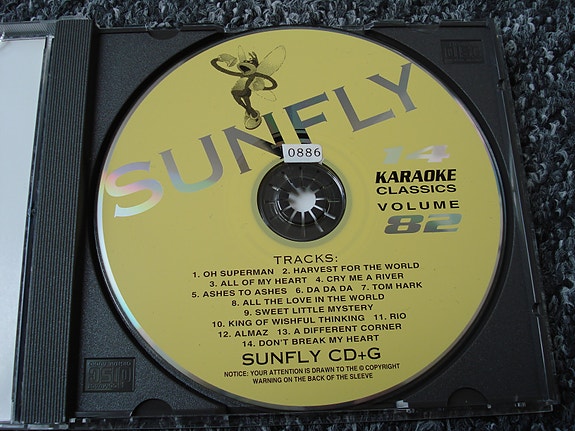 SUNFLY
0886
14
KARAOKE
CLASSICS
VOLUME
82
TRACKS:
1. OH SUPERMAN 2. HARVEST FOR THE WORLD
3. ALL OF MY HEART 4. CRY ME A RIVER
5. ASHES TO ASHES 6. DA DA DA 7. TOM HARK
8. ALL THE LOVE IN THE WORLD
9. SWEET LITTLE MYSTERY
10. KING OF WISHFUL THINKING 11. RIO
12. ALMAZ 13. A DIFFERENT CORNER
14. DON'T BREAK MY HEART
SUNFLY CD+G
NOTICE: YOUR ATTENTION IS DRAWN TO THE © COPYRIGHT
WARNING ON THE BACK OF THE SLEEVE